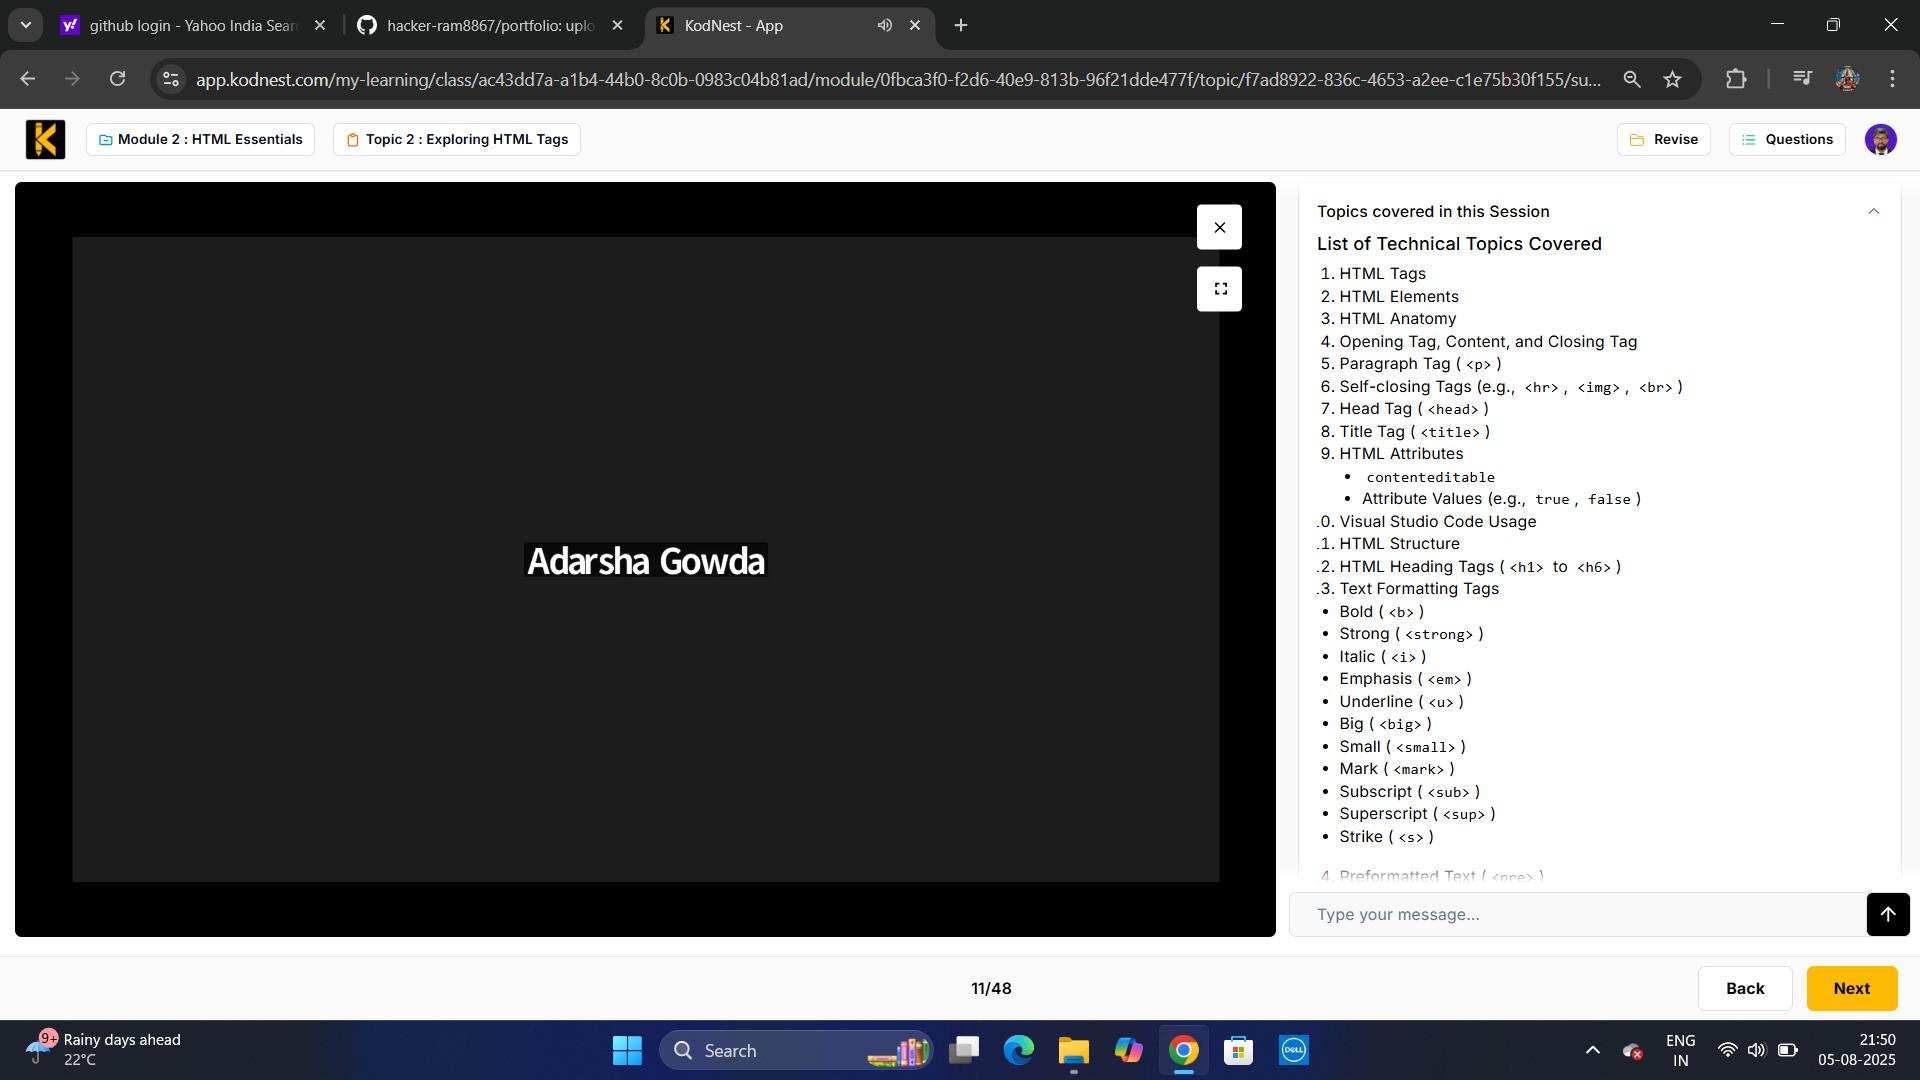 github login - Yahoo India Sear
hacker-ram8867/portfolio: uplo
KodNest - App
app.kodnest.com/my-learning/class/ac43dd7a-a1b4-44b0-8c0b-0983c04b81ad/module/0fbca3f0-f2d6-40e9-813b-96f21dde477f/topic/f7ad8922-836c-4653-a2ee-c1e75b30f155/su...
Module 2 : HTML Essentials
Topic 2 : Exploring HTML Tags
Revise
Questions
Adarsha Gowda
Topics covered in this Session
List of Technical Topics Covered
1. HTML Tags
2. HTML Elements
3. HTML Anatomy
4. Opening Tag, Content, and Closing Tag
5. Paragraph Tag ( <p> )
6. Self-closing Tags (e.g., <hr> , <img> , <br> )
7. Head Tag ( <head> )
8. Title Tag ( <title> )
9. HTML Attributes
• contenteditable
• Attribute Values (e.g., true , false )
.0. Visual Studio Code Usage
.1. HTML Structure
.2. HTML Heading Tags ( <h1> to <h6> )
.3. Text Formatting Tags
• Bold ( <b> )
• Strong ( <strong> )
• Italic ( <i> )
• Emphasis ( <em> )
• Underline ( <u> )
• Big ( <big> )
• Small ( <small> )
• Mark ( <mark> )
• Subscript ( <sub> )
• Superscript ( <sup> )
• Strike ( <s> )
4. Preformatted Text ( <pre> )
Type your message...
11/48
Back
Next
9+
Rainy days ahead
22°C
Search
DELL
ENG
IN
21:50
05-08-2025